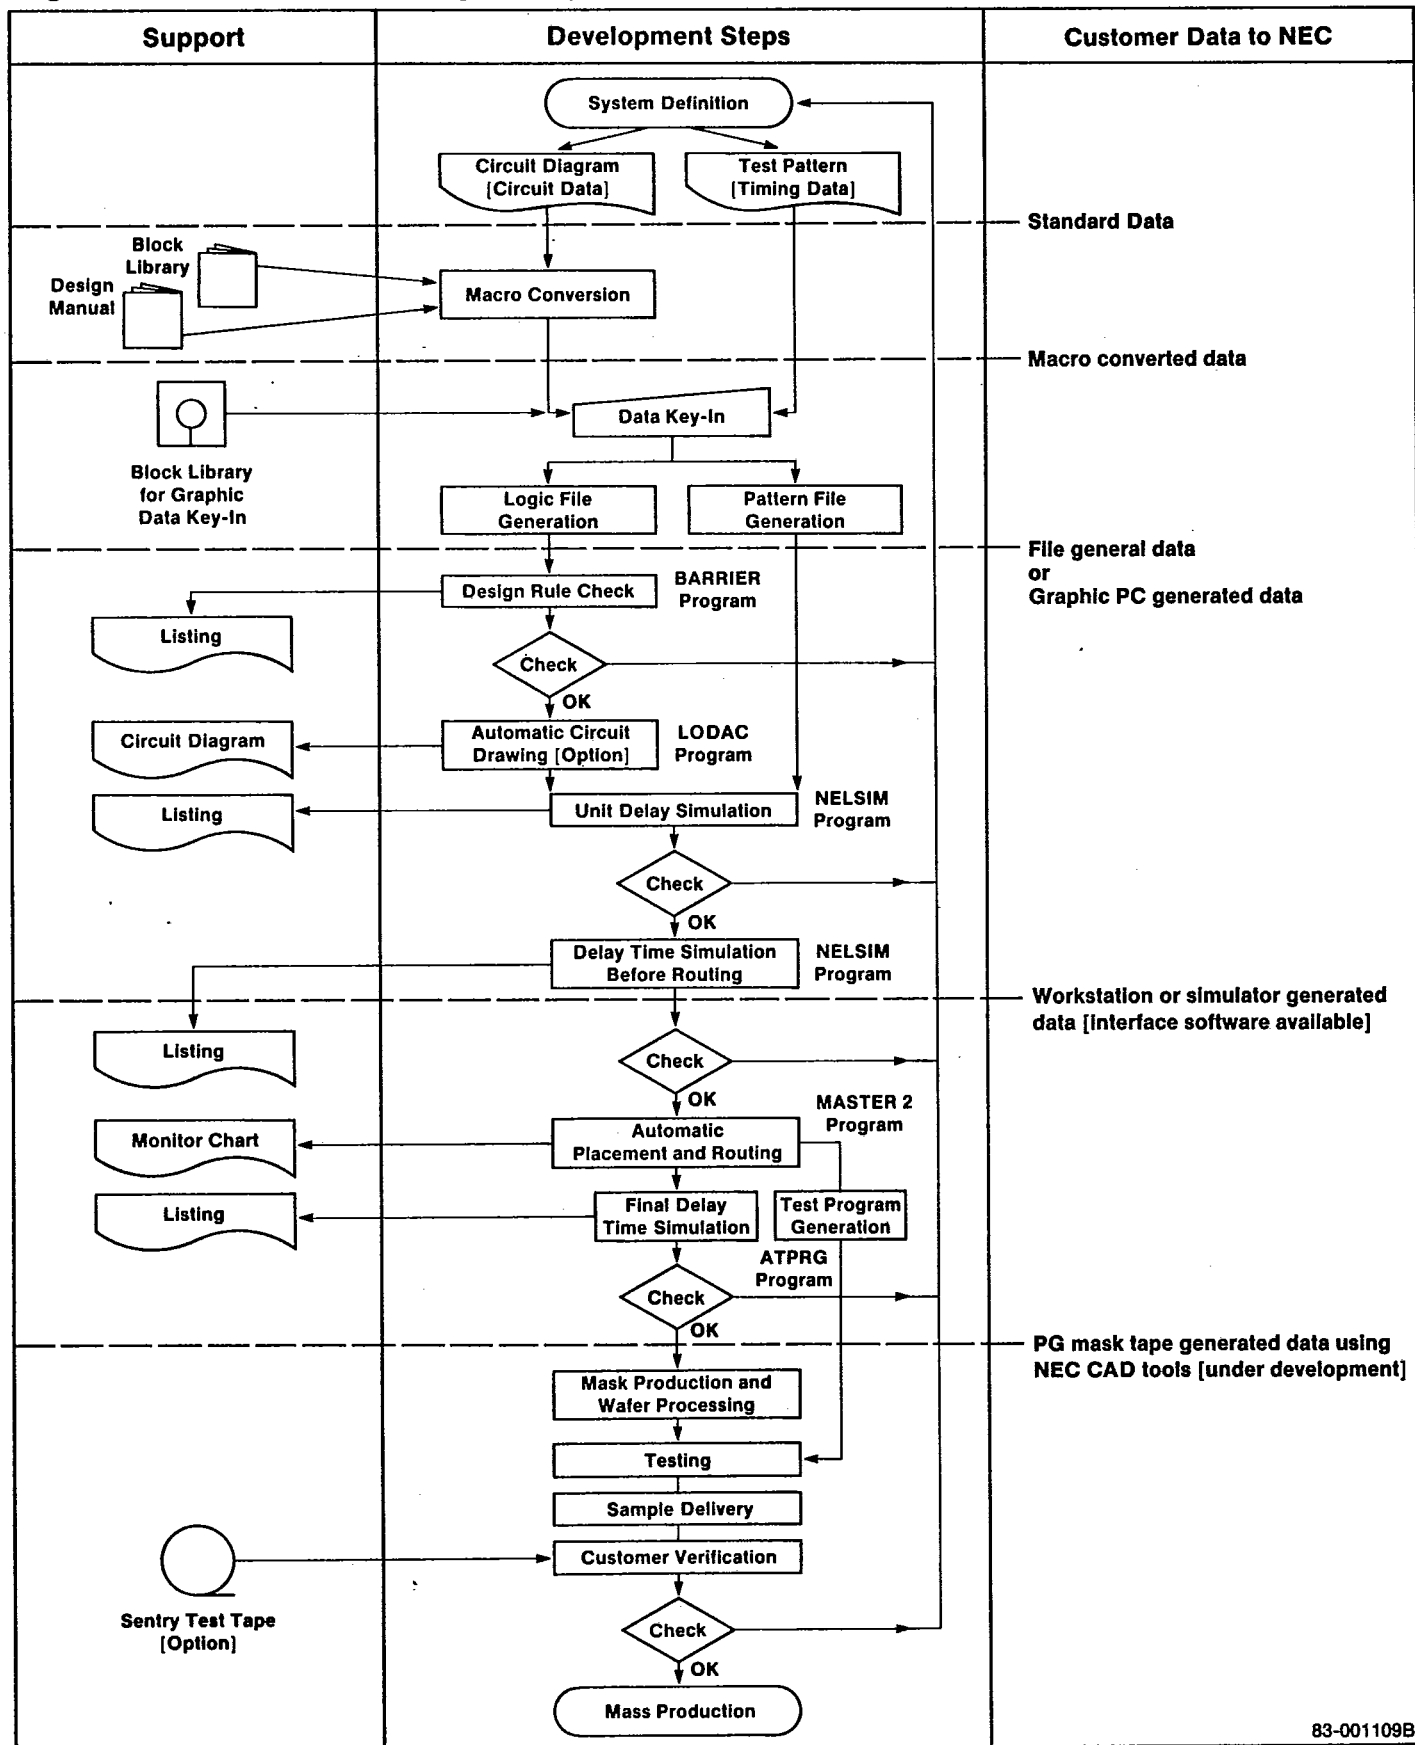 Support
Development Steps
Customer Data to NEC
System Definition
Circuit Diagram
[Circuit Data]
Test Pattern
[Timing Data]
Standard Data
Block
Library
Design
Manual
Macro Conversion
Macro converted data
Data Key-In
Block Library
for Graphic
Data Key-In
Logic File
Generation
Pattern File
Generation
File general data
or
Graphic PC generated data
Design Rule Check
BARRIER
Program
Listing
Check
OK
Circuit Diagram
Automatic Circuit
Drawing [Option]
LODAC
Program
Listing
Unit Delay Simulation
NELSIM
Program
Check
OK
Delay Time Simulation
Before Routing
NELSIM
Program
Workstation or simulator generated
data [interface software available]
Listing
Check
OK
MASTER 2
Program
Monitor Chart
Automatic
Placement and Routing
Listing
Final Delay
Time Simulation
Test Program
Generation
ATPRG
Program
Check
OK
PG mask tape generated data using
NEC CAD tools [under development]
Mask Production and
Wafer Processing
Testing
Sample Delivery
Customer Verification
Sentry Test Tape
[Option]
Check
OK
Mass Production
83-001109B